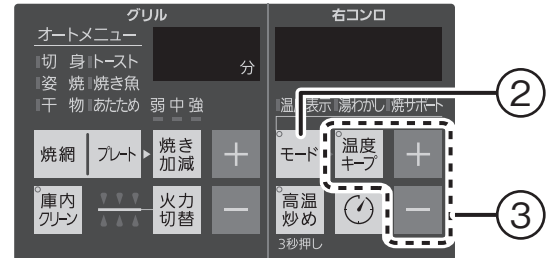 グリル
オートメニュー
切 身 トースト
姿 焼 焼き魚
干 物 あたため
分
弱 中 強
焼網 プレート
焼き
加減
＋
庫内
クリーン
火力
切替
－
右コンロ
温度表示 湯わかし 焼サポート
モード
温度
キープ
＋
高温
炒め
－
3秒押し
②
③